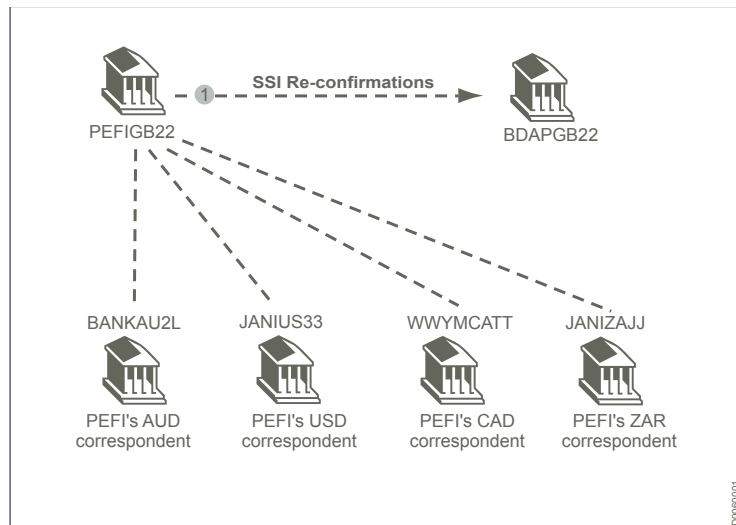 SSI Re-confirmations
1
PEFIGB22
BDAPGB22
BANKAU2L
JANIUS33
WWYMCATT
JANIZAJJ
PEFI's AUD
correspondent
PEFI's USD
correspondent
PEFI's CAD
correspondent
PEFI's ZAR
correspondent
D0060001